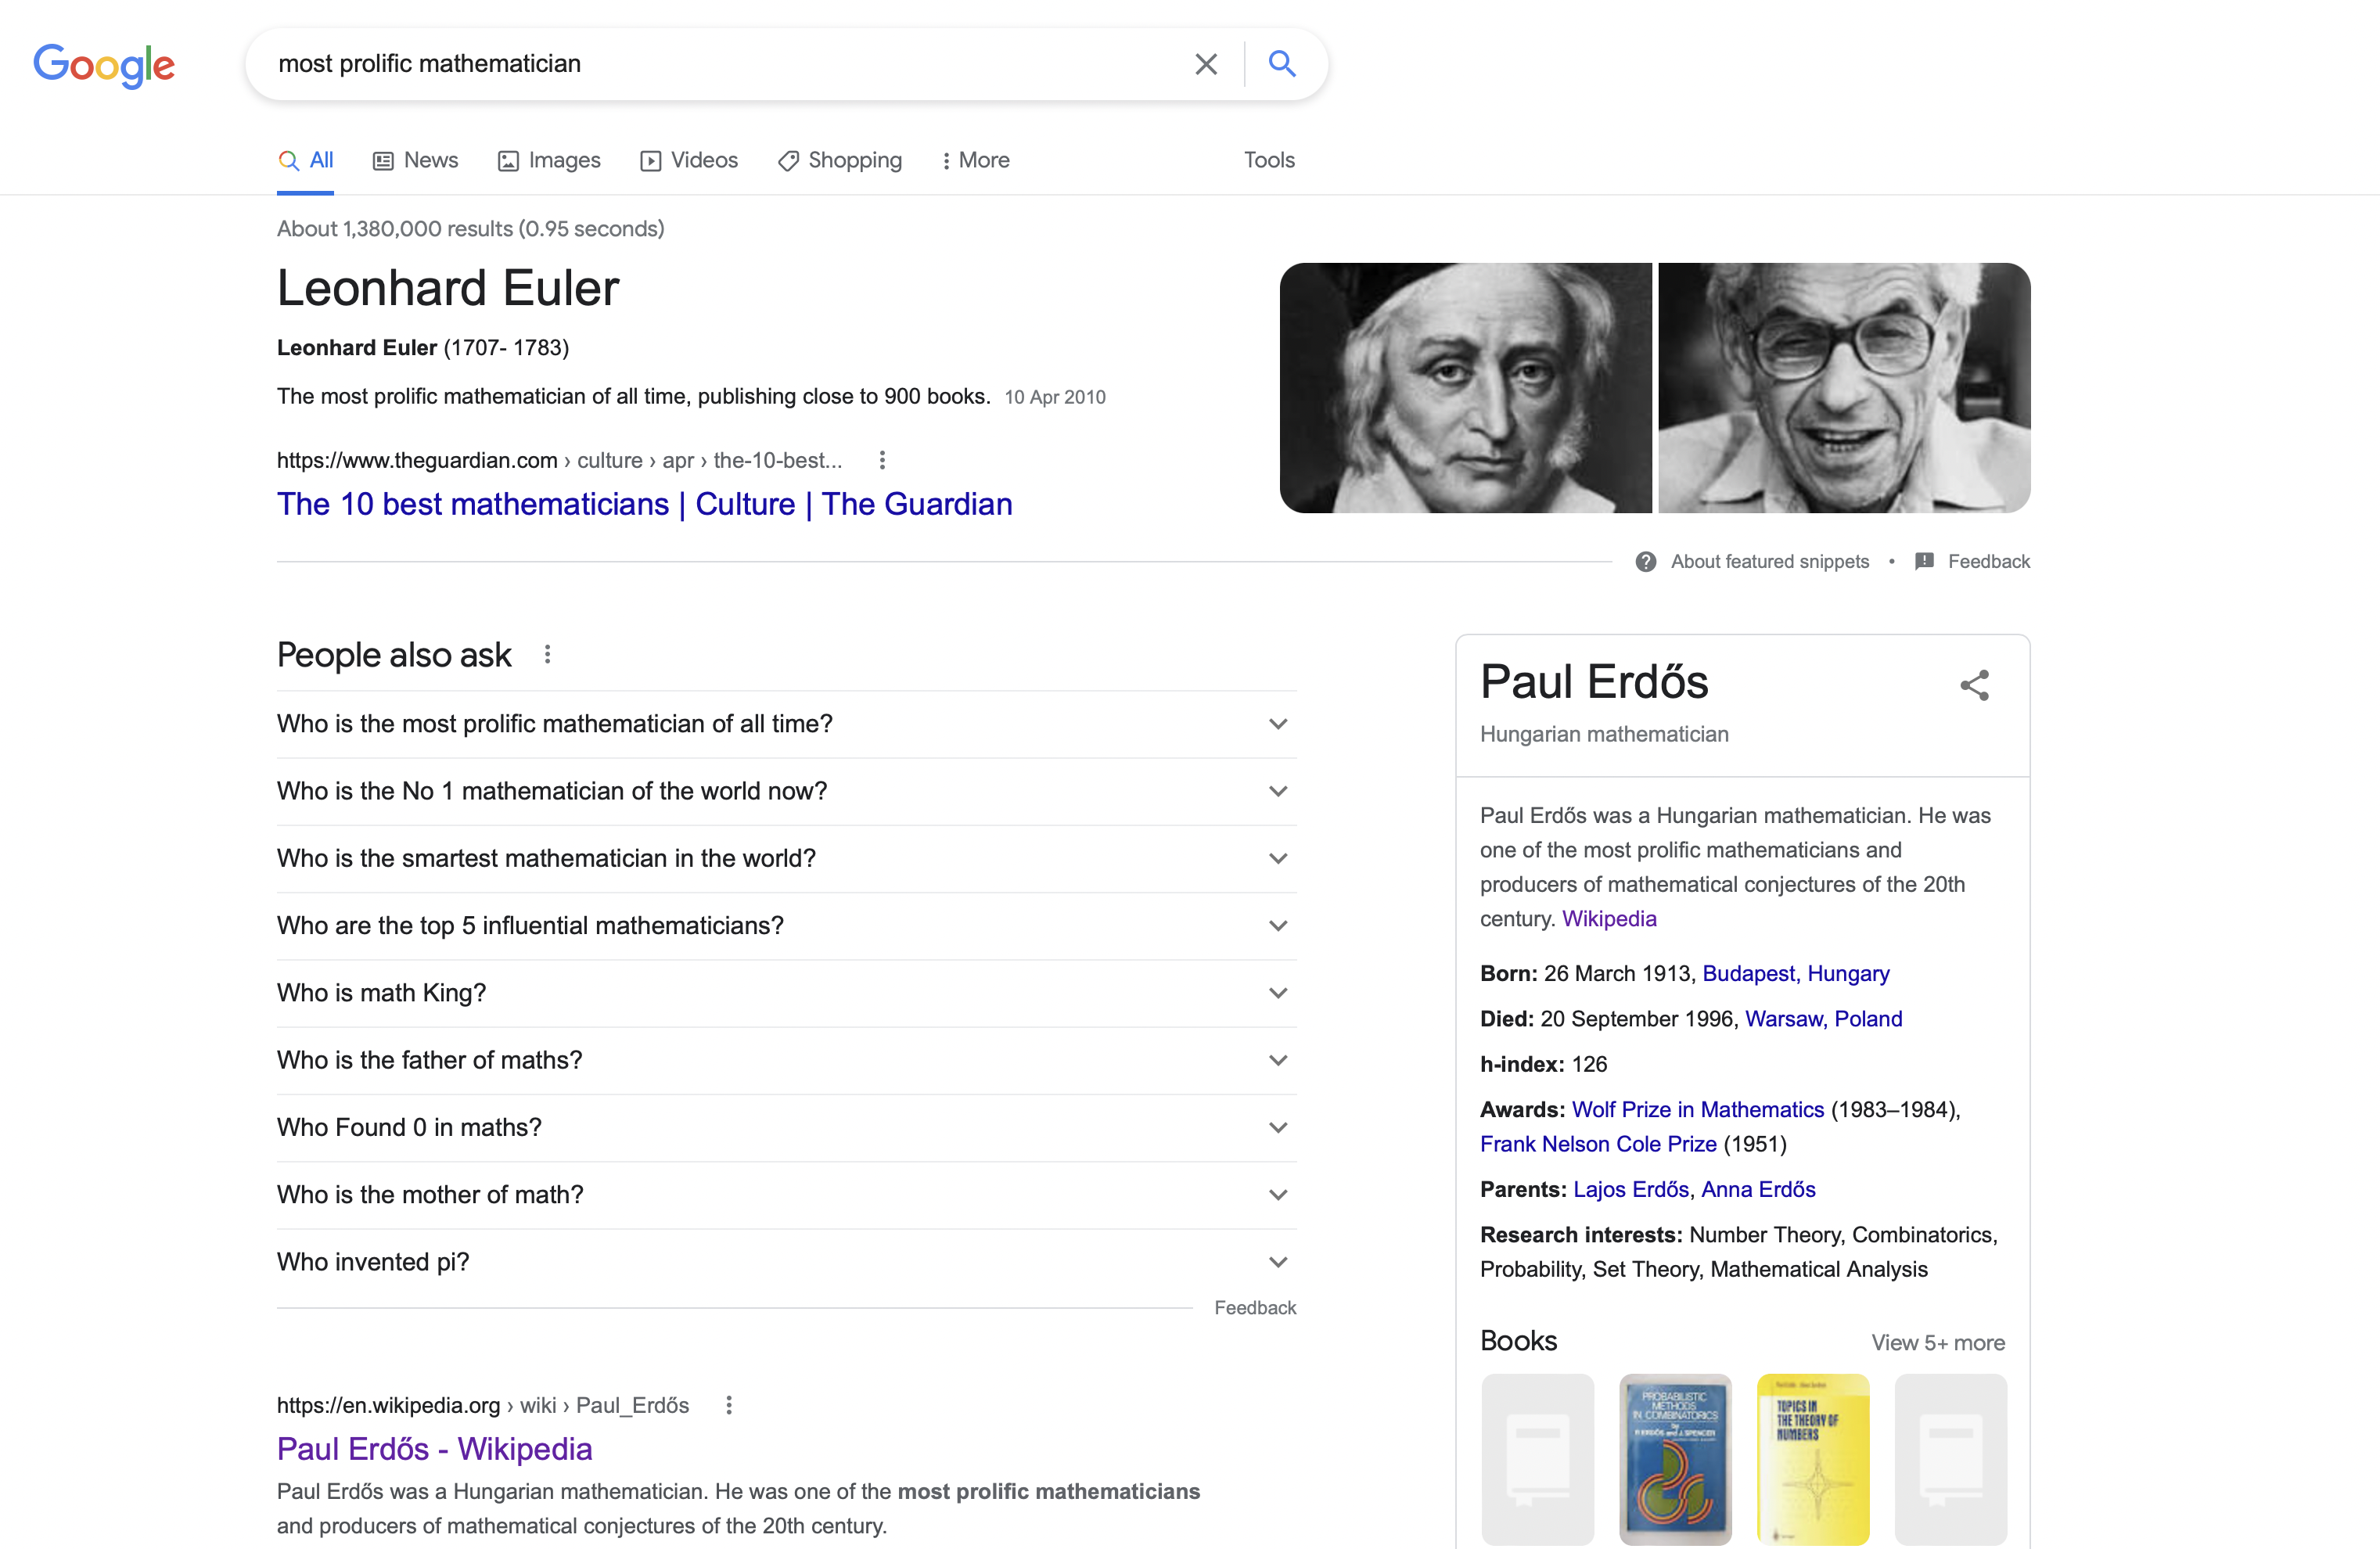 Google
most prolific mathematician
All
News
Images
Videos
Shopping
More
Tools
About 1,380,000 results (0.95 seconds)
Leonhard Euler
Leonhard Euler (1707- 1783)
The most prolific mathematician of all time, publishing close to 900 books. 10 Apr 2010
https://www.theguardian.com › culture › apr › the-10-best...
The 10 best mathematicians | Culture | The Guardian
About featured snippets • Feedback
People also ask
Who is the most prolific mathematician of all time?
Who is the No 1 mathematician of the world now?
Who is the smartest mathematician in the world?
Who are the top 5 influential mathematicians?
Who is math King?
Who is the father of maths?
Who Found 0 in maths?
Who is the mother of math?
Who invented pi?
Feedback
https://en.wikipedia.org › wiki › Paul_Erdős
Paul Erdős - Wikipedia
Paul Erdős was a Hungarian mathematician. He was one of the most prolific mathematicians
and producers of mathematical conjectures of the 20th century.
Paul Erdős
Hungarian mathematician
Paul Erdős was a Hungarian mathematician. He was
one of the most prolific mathematicians and
producers of mathematical conjectures of the 20th
century. Wikipedia
Born: 26 March 1913, Budapest, Hungary
Died: 20 September 1996, Warsaw, Poland
h-index: 126
Awards: Wolf Prize in Mathematics (1983–1984),
Frank Nelson Cole Prize (1951)
Parents: Lajos Erdős, Anna Erdős
Research interests: Number Theory, Combinatorics,
Probability, Set Theory, Mathematical Analysis
Books
View 5+ more
PROBABILISTIC
METHODS
IN COMBINATORICS
by
P. ERDŐS and J. SPENCER
TOPICS IN
THE THEORY OF
NUMBERS